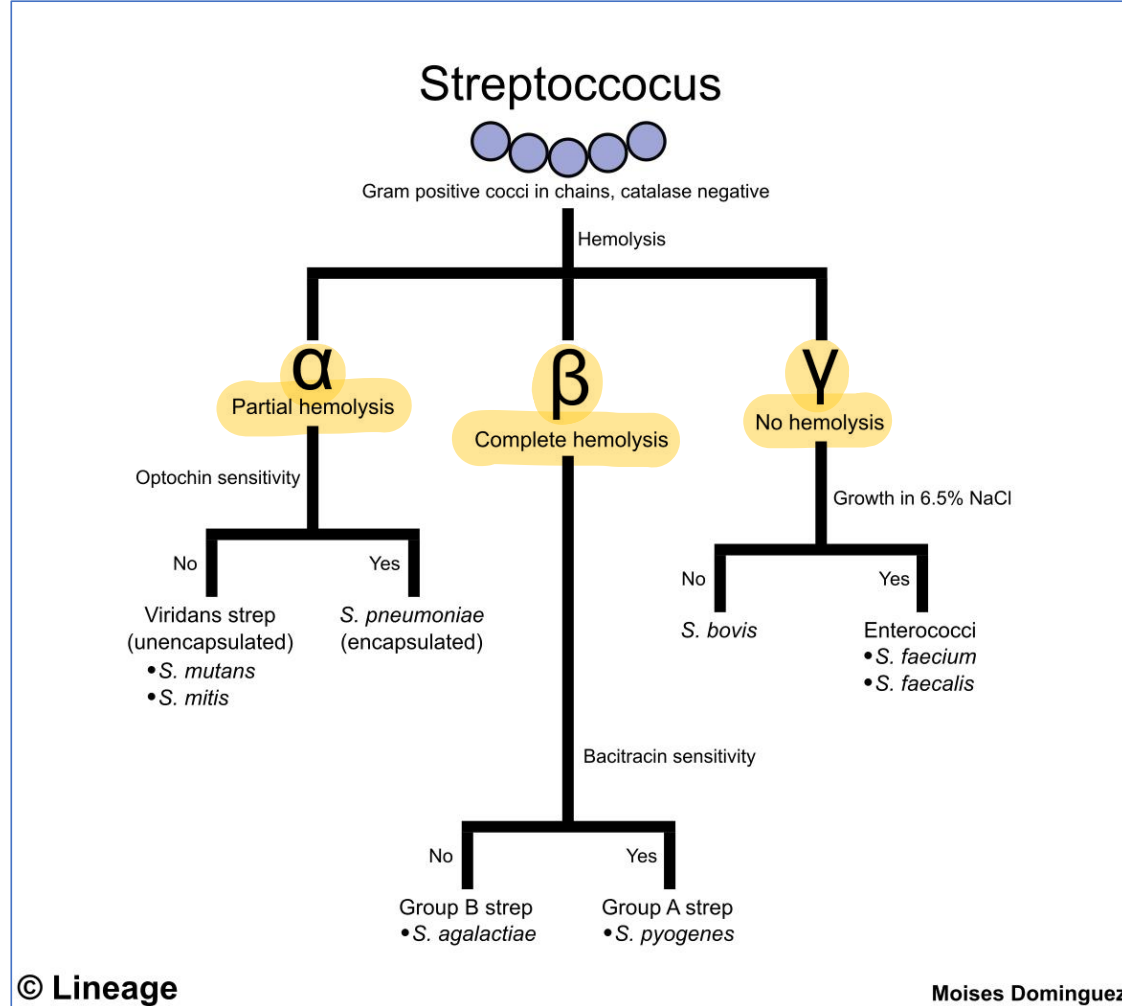 Streptoccocus
Gram positive cocci in chains, catalase negative
Hemolysis
α
Partial hemolysis
Optochin sensitivity
No
Yes
Viridans strep
(unencapsulated)
•S. mutans
•S. mitis
S. pneumoniae
(encapsulated)
β
Complete hemolysis
Bacitracin sensitivity
No
Yes
Group B strep
•S. agalactiae
Group A strep
•S. pyogenes
γ
No hemolysis
Growth in 6.5% NaCl
No
Yes
S. bovis
Enterococci
•S. faecium
•S. faecalis
© Lineage
Moises Dominguez